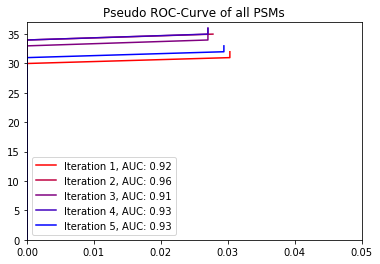 Pseudo ROC-Curve of all PSMs
35
30
25
20
15
10
5
0
0.00 0.01 0.02 0.03 0.04 0.05
Iteration 1, AUC: 0.92
Iteration 2, AUC: 0.96
Iteration 3, AUC: 0.91
Iteration 4, AUC: 0.93
Iteration 5, AUC: 0.93